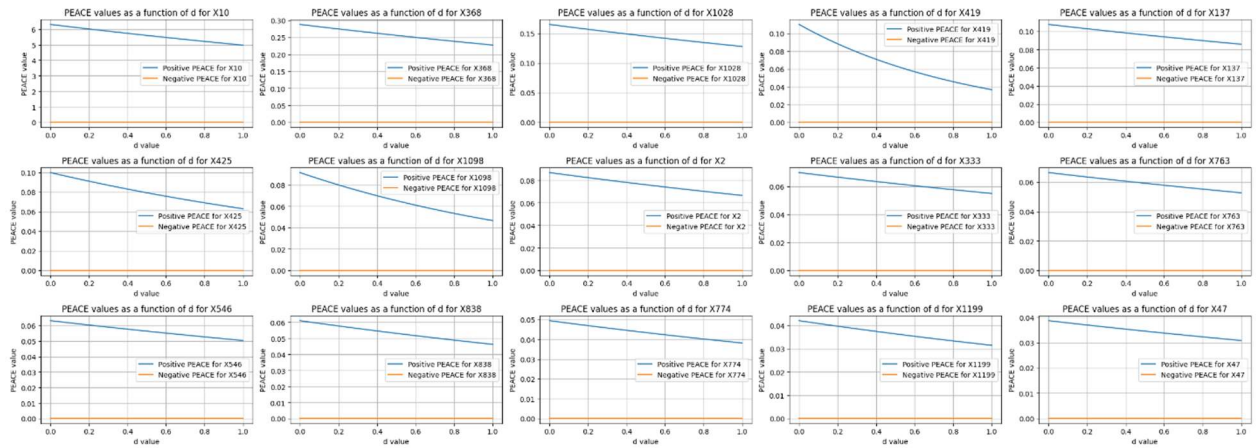 PEACE values as a function of d for X10
PEACE value
6
5
4
3
2
1
0
Positive PEACE for X10
Negative PEACE for X10
0.0 0.2 0.4 0.6 0.8 1.0
d value
PEACE values as a function of d for X368
PEACE value
0.30
0.25
0.20
0.15
0.10
0.05
0.00
Positive PEACE for X368
Negative PEACE for X368
0.0 0.2 0.4 0.6 0.8 1.0
d value
PEACE values as a function of d for X1028
PEACE value
0.15
0.10
0.05
0.00
Positive PEACE for X1028
Negative PEACE for X1028
0.0 0.2 0.4 0.6 0.8 1.0
d value
PEACE values as a function of d for X419
PEACE value
0.10
0.08
0.06
0.04
0.02
0.00
Positive PEACE for X419
Negative PEACE for X419
0.0 0.2 0.4 0.6 0.8 1.0
d value
PEACE values as a function of d for X137
PEACE value
0.10
0.08
0.06
0.04
0.02
0.00
Positive PEACE for X137
Negative PEACE for X137
0.0 0.2 0.4 0.6 0.8 1.0
d value
PEACE values as a function of d for X425
PEACE value
0.10
0.08
0.06
0.04
0.02
0.00
Positive PEACE for X425
Negative PEACE for X425
0.0 0.2 0.4 0.6 0.8 1.0
d value
PEACE values as a function of d for X1098
PEACE value
0.08
0.06
0.04
0.02
0.00
Positive PEACE for X1098
Negative PEACE for X1098
0.0 0.2 0.4 0.6 0.8 1.0
d value
PEACE values as a function of d for X2
PEACE value
0.08
0.06
0.04
0.02
0.00
Positive PEACE for X2
Negative PEACE for X2
0.0 0.2 0.4 0.6 0.8 1.0
d value
PEACE values as a function of d for X333
PEACE value
0.06
0.04
0.02
0.00
Positive PEACE for X333
Negative PEACE for X333
0.0 0.2 0.4 0.6 0.8 1.0
d value
PEACE values as a function of d for X763
PEACE value
0.06
0.04
0.02
0.00
Positive PEACE for X763
Negative PEACE for X763
0.0 0.2 0.4 0.6 0.8 1.0
d value
PEACE values as a function of d for X546
PEACE value
0.06
0.05
0.04
0.03
0.02
0.01
0.00
Positive PEACE for X546
Negative PEACE for X546
0.0 0.2 0.4 0.6 0.8 1.0
d value
PEACE values as a function of d for X838
PEACE value
0.06
0.05
0.04
0.03
0.02
0.01
0.00
Positive PEACE for X838
Negative PEACE for X838
0.0 0.2 0.4 0.6 0.8 1.0
d value
PEACE values as a function of d for X774
PEACE value
0.05
0.04
0.03
0.02
0.01
0.00
Positive PEACE for X774
Negative PEACE for X774
0.0 0.2 0.4 0.6 0.8 1.0
d value
PEACE values as a function of d for X1199
PEACE value
0.04
0.03
0.02
0.01
0.00
Positive PEACE for X1199
Negative PEACE for X1199
0.0 0.2 0.4 0.6 0.8 1.0
d value
PEACE values as a function of d for X47
PEACE value
0.04
0.03
0.02
0.01
0.00
Positive PEACE for X47
Negative PEACE for X47
0.0 0.2 0.4 0.6 0.8 1.0
d value